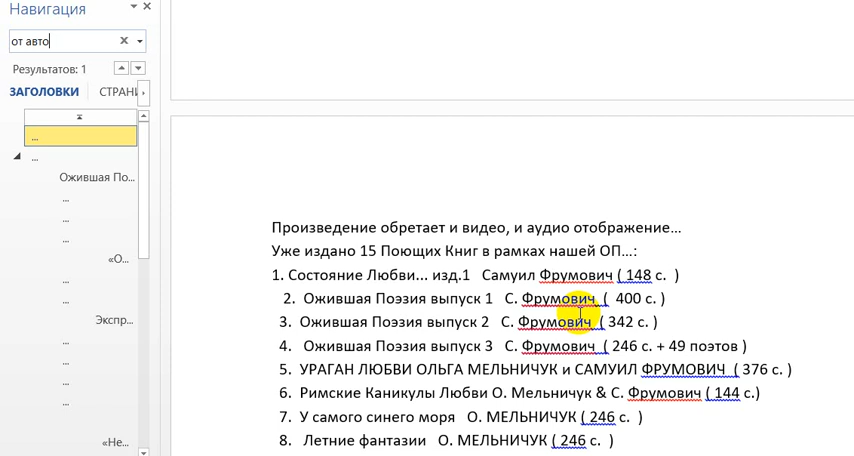 Навигация
от авто
Результатов: 1
ЗАГОЛОВКИ СТРАНИ
...
...
Ожившая По...
...
...
...
«О...
...
...
Экспр...
...
...
...
...
«Не...
Произведение обретает и видео, и аудио отображение...
Уже издано 15 Поющих Книг в рамках нашей ОП...:
1. Состояние Любви... изд.1 Самуил Фрумович ( 148 с. )
2. Ожившая Поэзия выпуск 1 С. Фрумович ( 400 с. )
3. Ожившая Поэзия выпуск 2 С. Фрумович ( 342 с. )
4. Ожившая Поэзия выпуск 3 С. Фрумович ( 246 с. + 49 поэтов )
5. УРАГАН ЛЮБВИ ОЛЬГА МЕЛЬНИЧУК и САМУИЛ ФРУМОВИЧ ( 376 с. )
6. Римские Каникулы Любви О. Мельничук & С. Фрумович ( 144 с.)
7. У самого синего моря О. МЕЛЬНИЧУК ( 246 с. )
8. Летние фантазии О. МЕЛЬНИЧУК ( 246 с. )